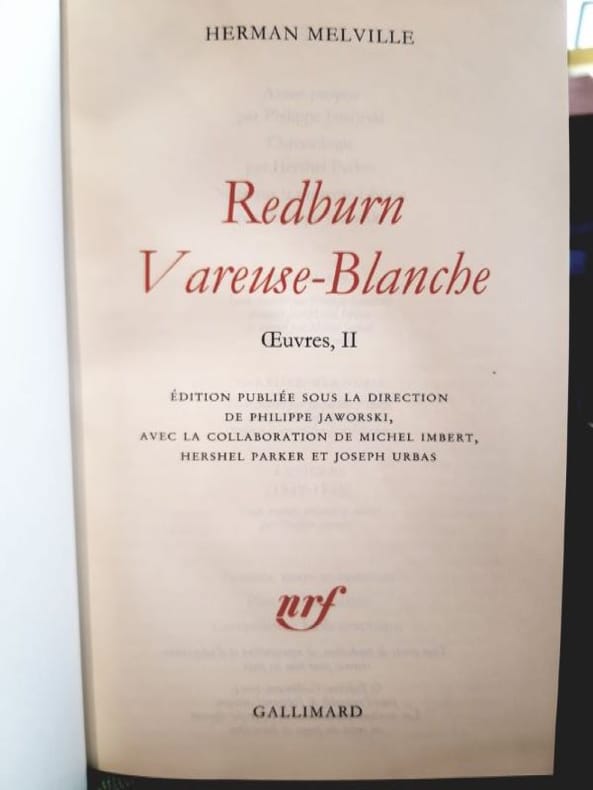 HERMAN MELVILLE
Redburn
Vareuse-Blanche
Œuvres, II
ÉDITION PUBLIÉE SOUS LA DIRECTION
DE PHILIPPE JAWORSKI,
AVEC LA COLLABORATION DE MICHEL IMBERT,
HERSHEL PARKER ET JOSEPH URBAS
nrf
GALLIMARD